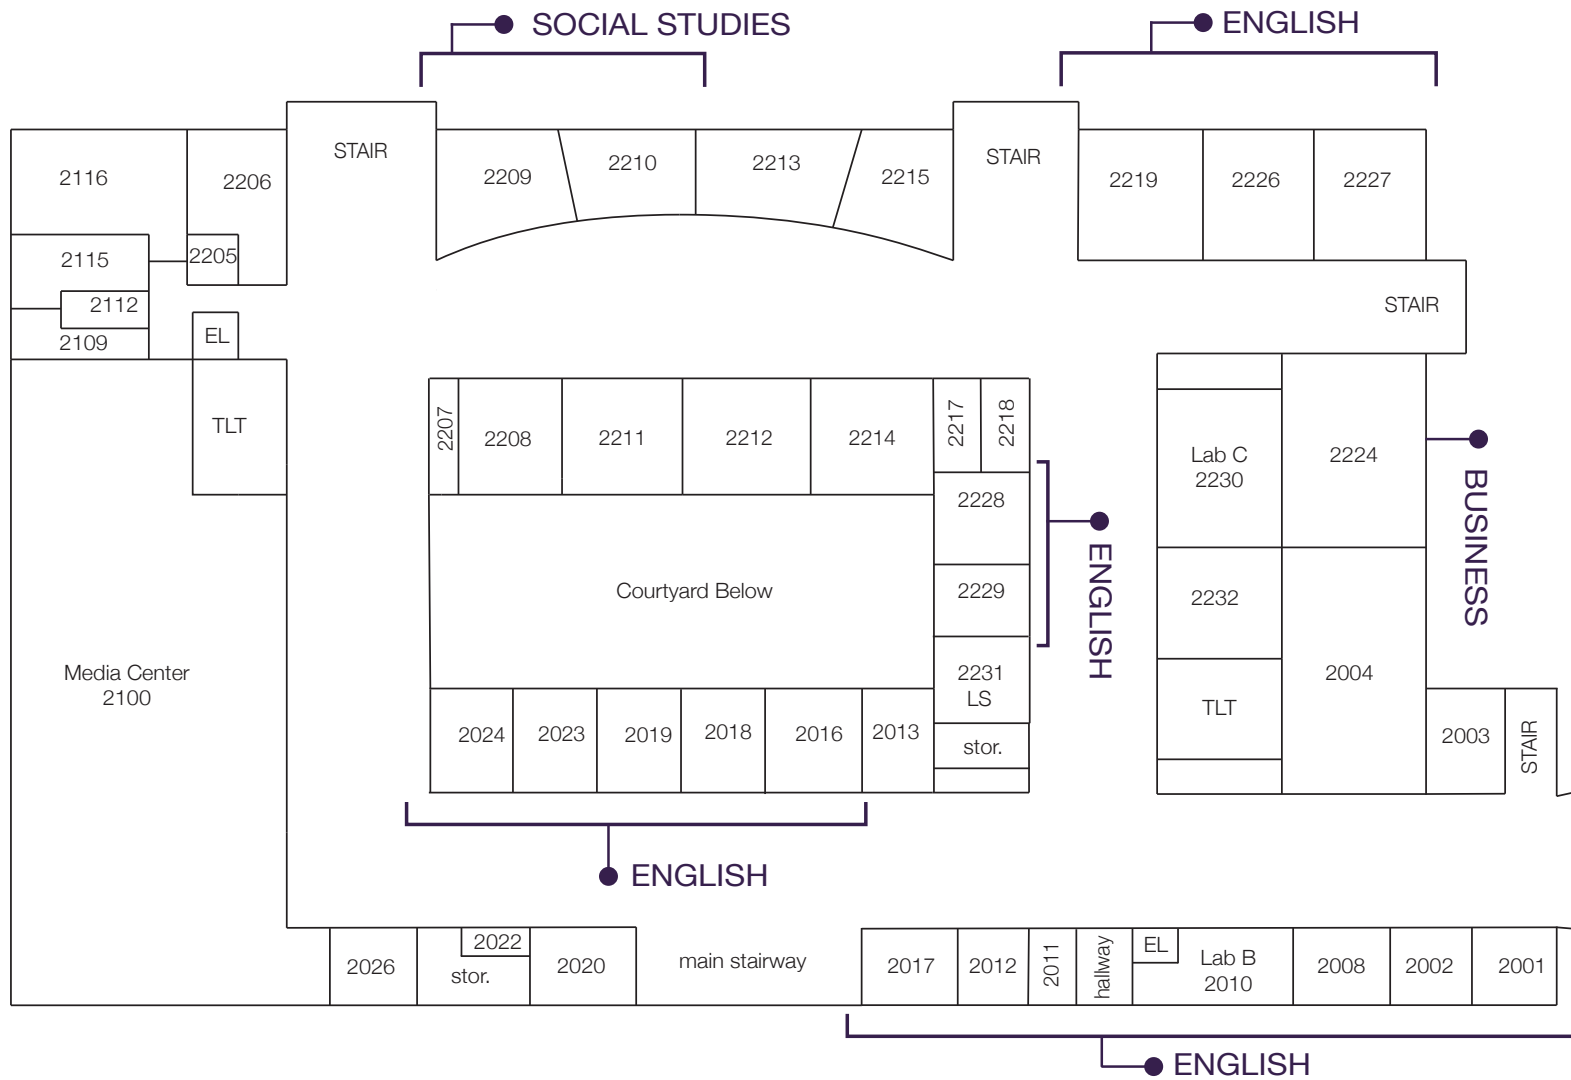 SOCIAL STUDIES
ENGLISH
STAIR
STAIR
2116
2206
2209
2210
2213
2215
2219
2226
2227
2115
2205
2112
2109
EL
STAIR
TLT
2207
2208
2211
2212
2214
2217
2218
Lab C
2230
2224
BUSINESS
2228
2229
ENGLISH
Courtyard Below
2232
Media Center
2100
2231
LS
2004
TLT
2024
2023
2019
2018
2016
2013
stor.
2003
STAIR
ENGLISH
2026
2022
stor.
2020
main stairway
2017
2012
2011
hallway
EL
Lab B
2010
2008
2002
2001
ENGLISH